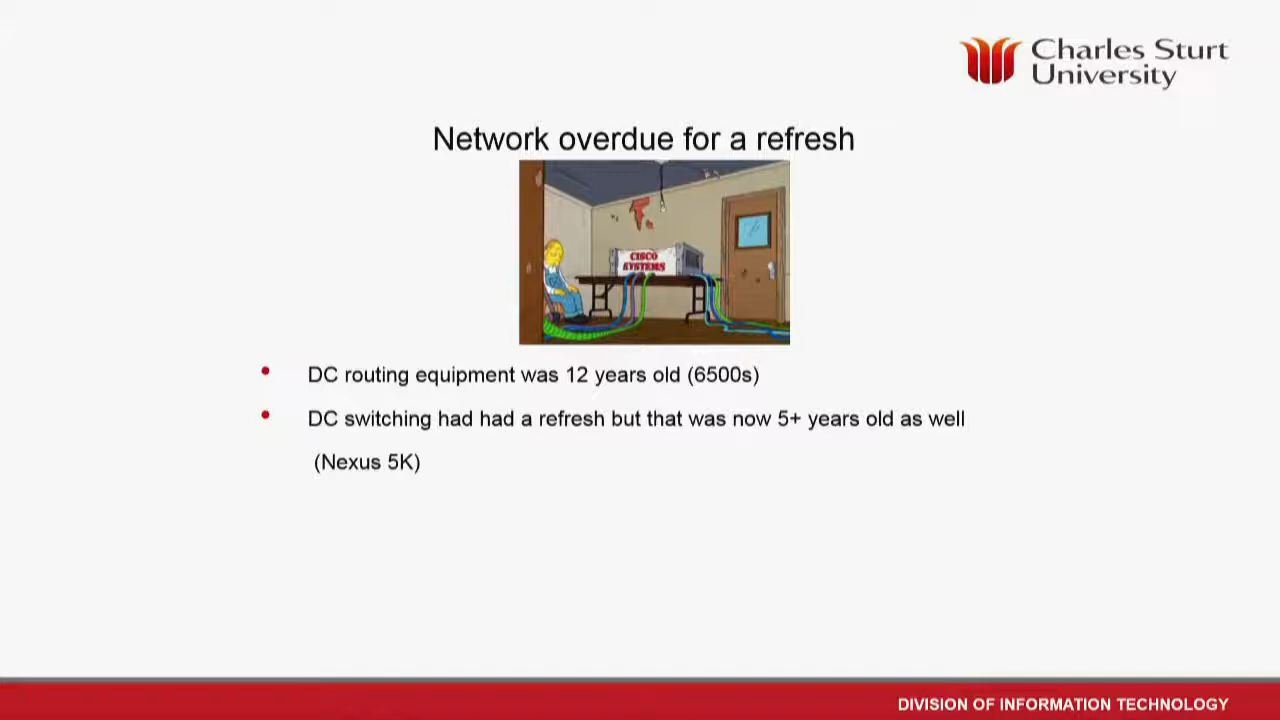 Charles Sturt
University
Network overdue for a refresh
CISCO
SYSTEMS
• DC routing equipment was 12 years old (6500s)
• DC switching had had a refresh but that was now 5+ years old as well
(Nexus 5K)
DIVISION OF INFORMATION TECHNOLOGY